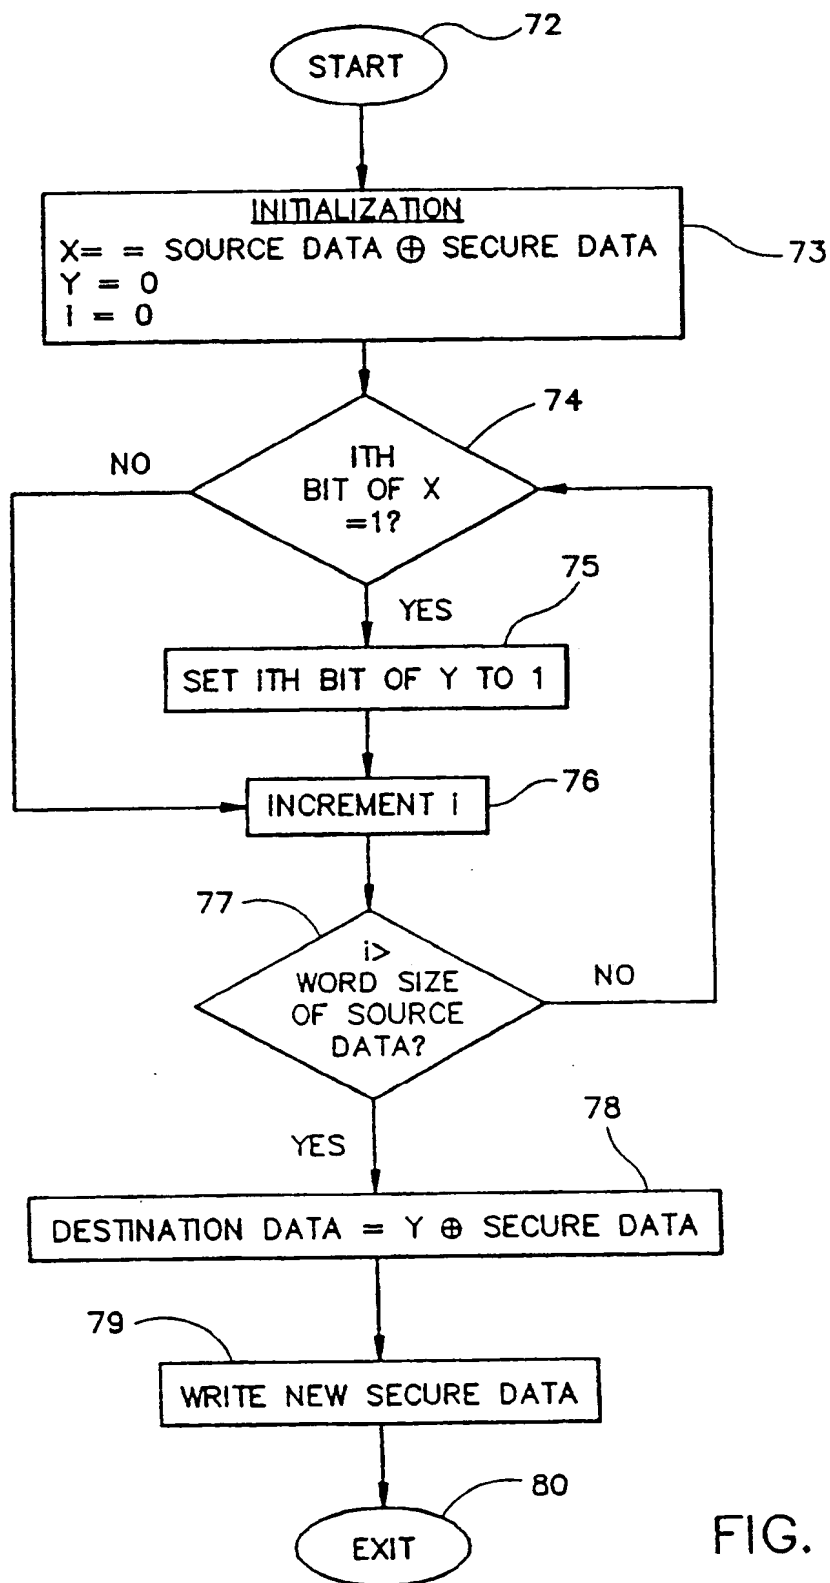 72
START
INITIALIZATION
X= = SOURCE DATA ⊕ SECURE DATA
Y = 0
I = 0
73
74
ITH
BIT OF X
=1?
NO
YES
75
SET ITH BIT OF Y TO 1
76
INCREMENT i
77
i>
WORD SIZE
OF SOURCE
DATA?
NO
YES
78
DESTINATION DATA = Y ⊕ SECURE DATA
79
WRITE NEW SECURE DATA
80
EXIT
FIG.